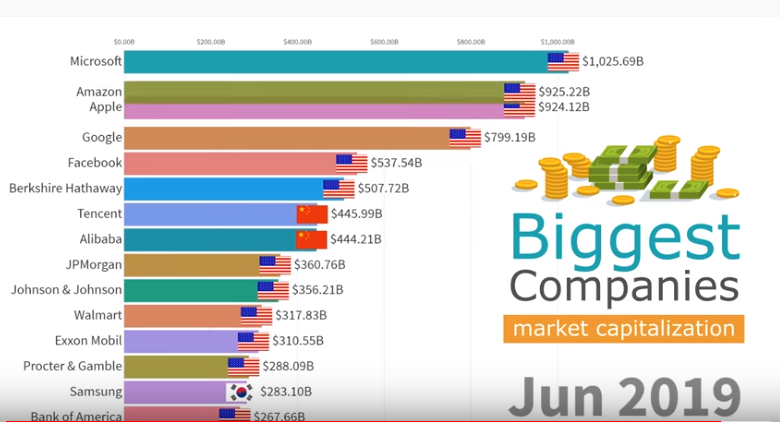 $0.00B $200.00B $400.00B $600.00B $800.00B $1,000.00B
Microsoft $1,025.69B
Amazon $925.22B
Apple $924.12B
Google $799.19B
Facebook $537.54B
Berkshire Hathaway $507.72B
Tencent $445.99B
Alibaba $444.21B
JPMorgan $360.76B
Johnson & Johnson $356.21B
Walmart $317.83B
Exxon Mobil $310.55B
Procter & Gamble $288.09B
Samsung $283.10B
Bank of America $267.66B
Biggest
Companies
market capitalization
Jun 2019